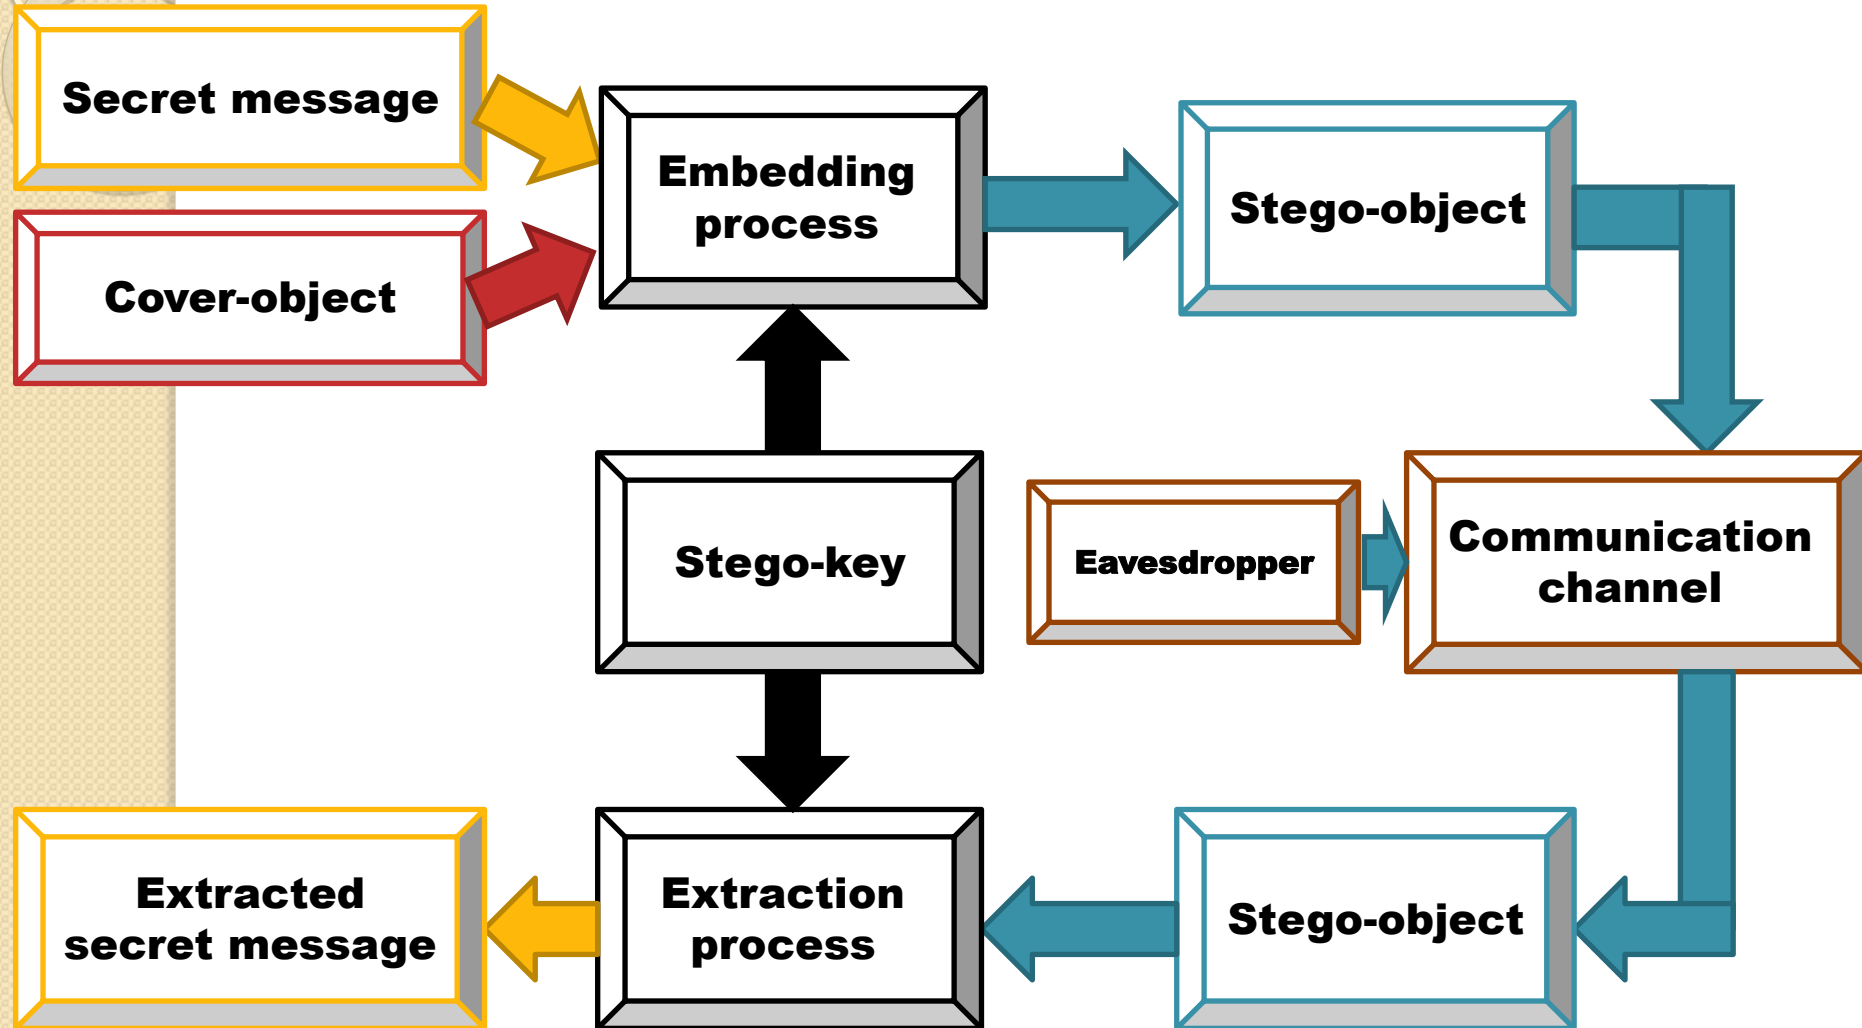 Secret message
Embedding
process
Stego-object
Cover-object
Stego-key
Eavesdropper
Communication
channel
Extracted
secret message
Extraction
process
Stego-object